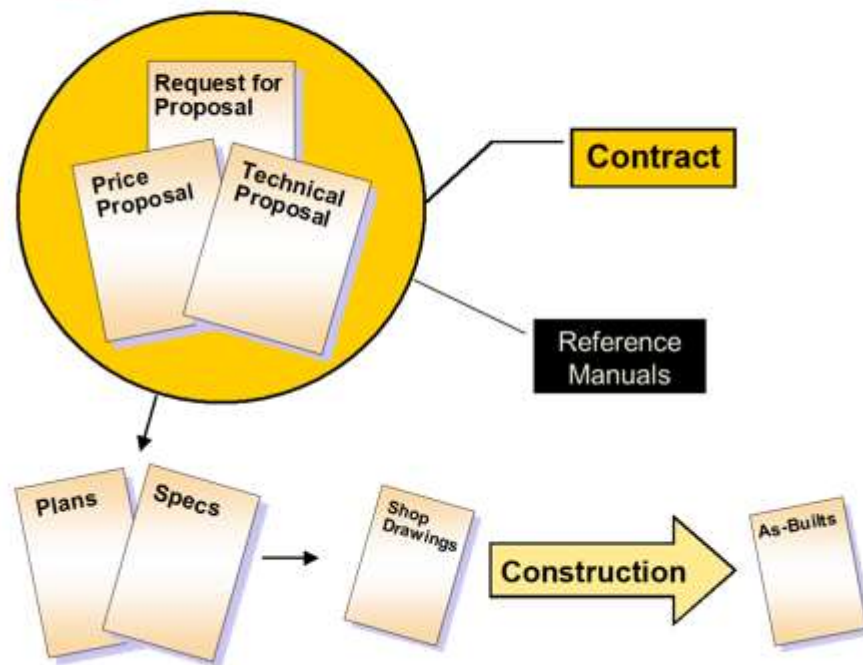 Request for
Proposal
Price
Proposal
Technical
Proposal
Contract
Reference
Manuals
Plans
Specs
Shop
Drawings
Construction
As-Builts